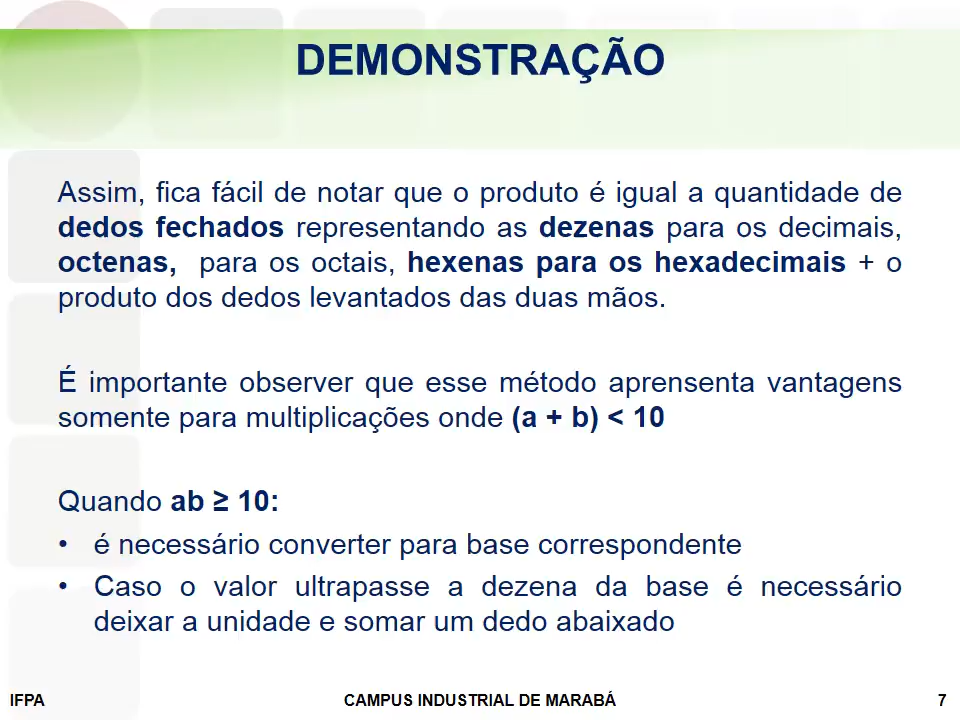 DEMONSTRAÇÃO
Assim, fica fácil de notar que o produto é igual a quantidade de
dedos fechados representando as dezenas para os decimais,
octenas, para os octais, hexenas para os hexadecimais + o
produto dos dedos levantados das duas mãos.
É importante observer que esse método aprensenta vantagens
somente para multiplicações onde (a + b) < 10
Quando ab ≥ 10:
• é necessário converter para base correspondente
• Caso o valor ultrapasse a dezena da base é necessário
deixar a unidade e somar um dedo abaixado
IFPA
CAMPUS INDUSTRIAL DE MARABÁ
7